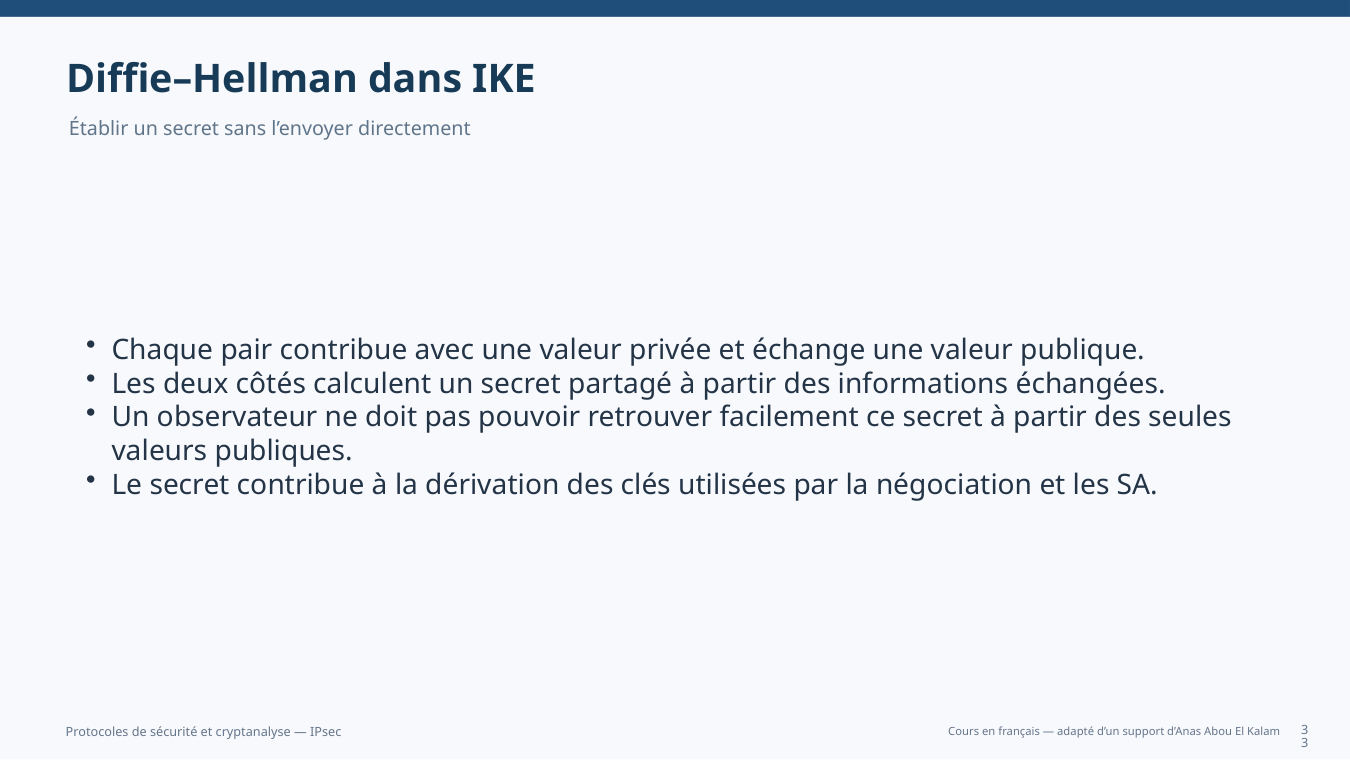 Diffie–Hellman dans IKE
Établir un secret sans l’envoyer directement
• Chaque pair contribue avec une valeur privée et échange une valeur publique.
• Les deux côtés calculent un secret partagé à partir des informations échangées.
• Un observateur ne doit pas pouvoir retrouver facilement ce secret à partir des seules
valeurs publiques.
• Le secret contribue à la dérivation des clés utilisées par la négociation et les SA.
Protocoles de sécurité et cryptanalyse — IPsec
Cours en français — adapté d’un support d’Anas Abou El Kalam
3
3